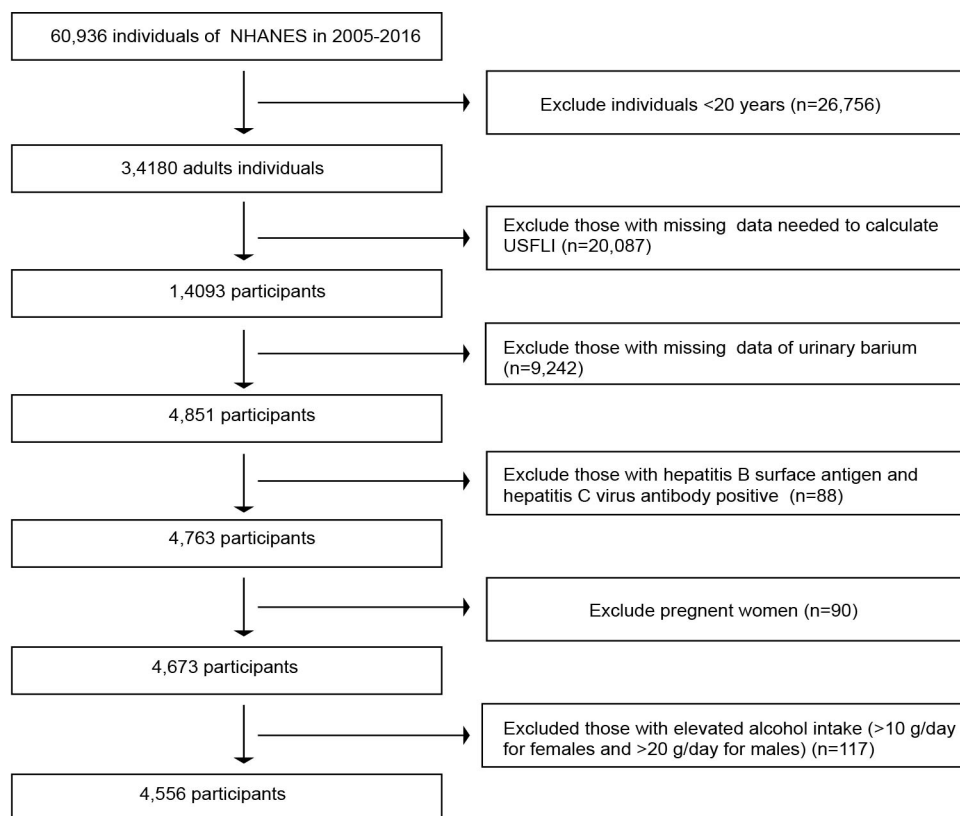 60,936 individuals of NHANES in 2005-2016
Exclude individuals <20 years (n=26,756)
3,4180 adults individuals
Exclude those with missing data needed to calculate
USFLI (n=20,087)
1,4093 participants
Exclude those with missing data of urinary barium
(n=9,242)
4,851 participants
Exclude those with hepatitis B surface antigen and
hepatitis C virus antibody positive (n=88)
4,763 participants
Exclude pregnent women (n=90)
4,673 participants
Excluded those with elevated alcohol intake (>10 g/day
for females and >20 g/day for males) (n=117)
4,556 participants